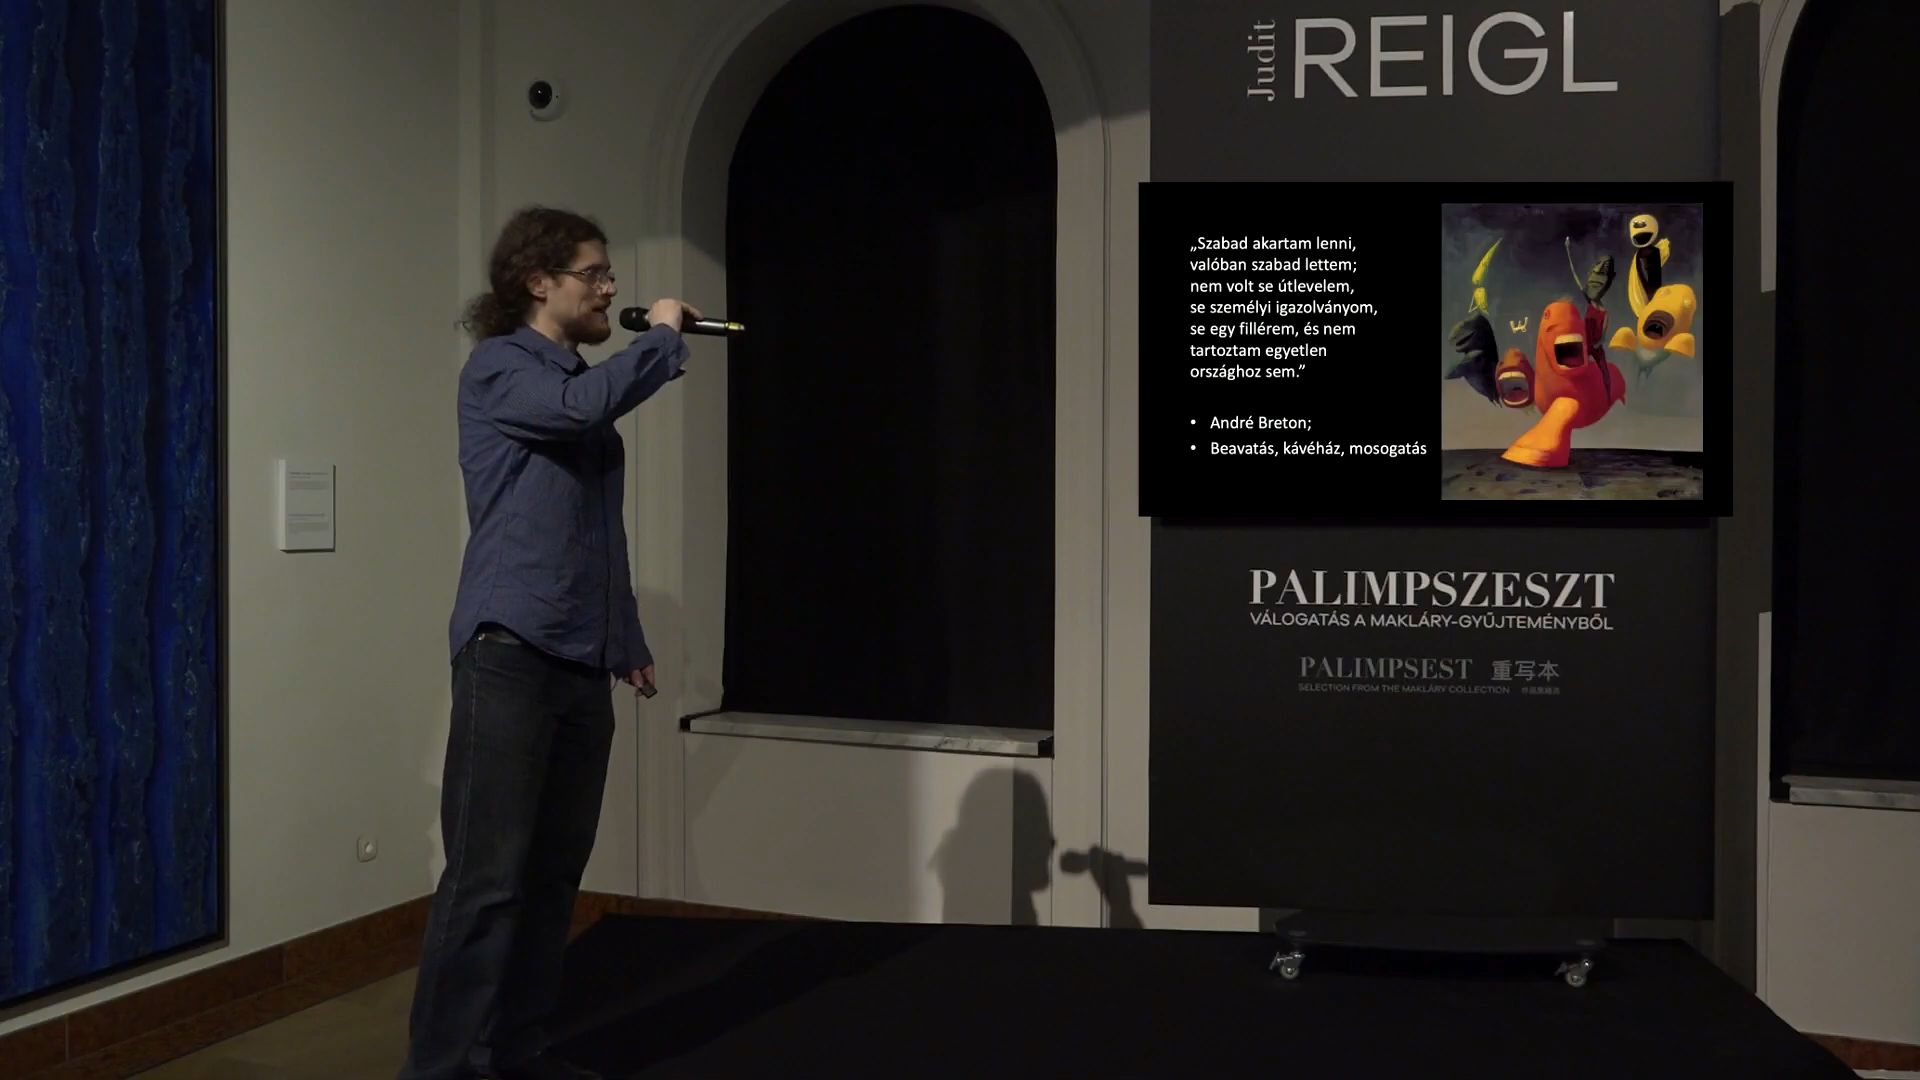 Judit
REIGL
„Szabad akartam lenni,
valóban szabad lettem;
nem volt se útlevelem,
se személyi igazolványom,
se egy fillérem, és nem
tartoztam egyetlen
országhoz sem.”
• André Breton;
• Beavatás, kávéház, mosogatás
PALIMPSZESZT
VÁLOGATÁS A MAKLÁRY-GYŰJTEMÉNYBŐL
PALIMPSEST 重写本
SELECTION FROM THE MAKLÁRY COLLECTION